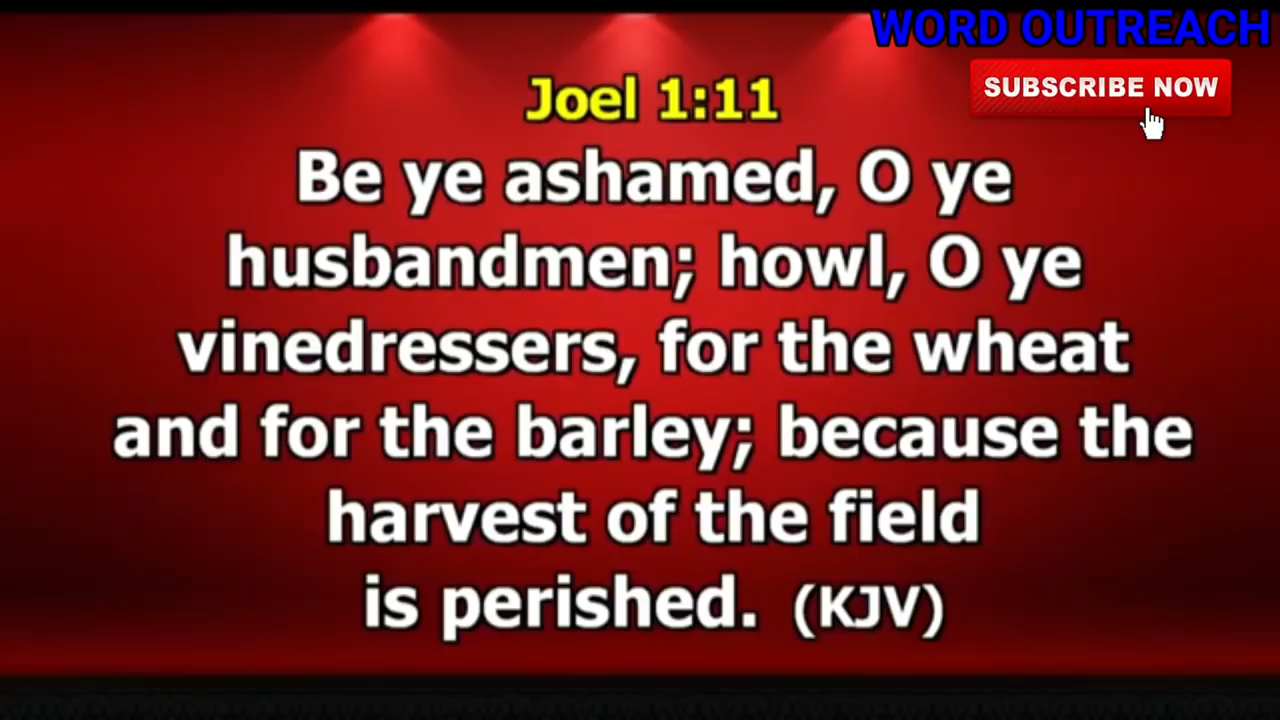 WORD OUTREACH
SUBSCRIBE NOW
Joel 1:11
Be ye ashamed, O ye
husbandmen; howl, O ye
vinedressers, for the wheat
and for the barley; because the
harvest of the field
is perished. (KJV)